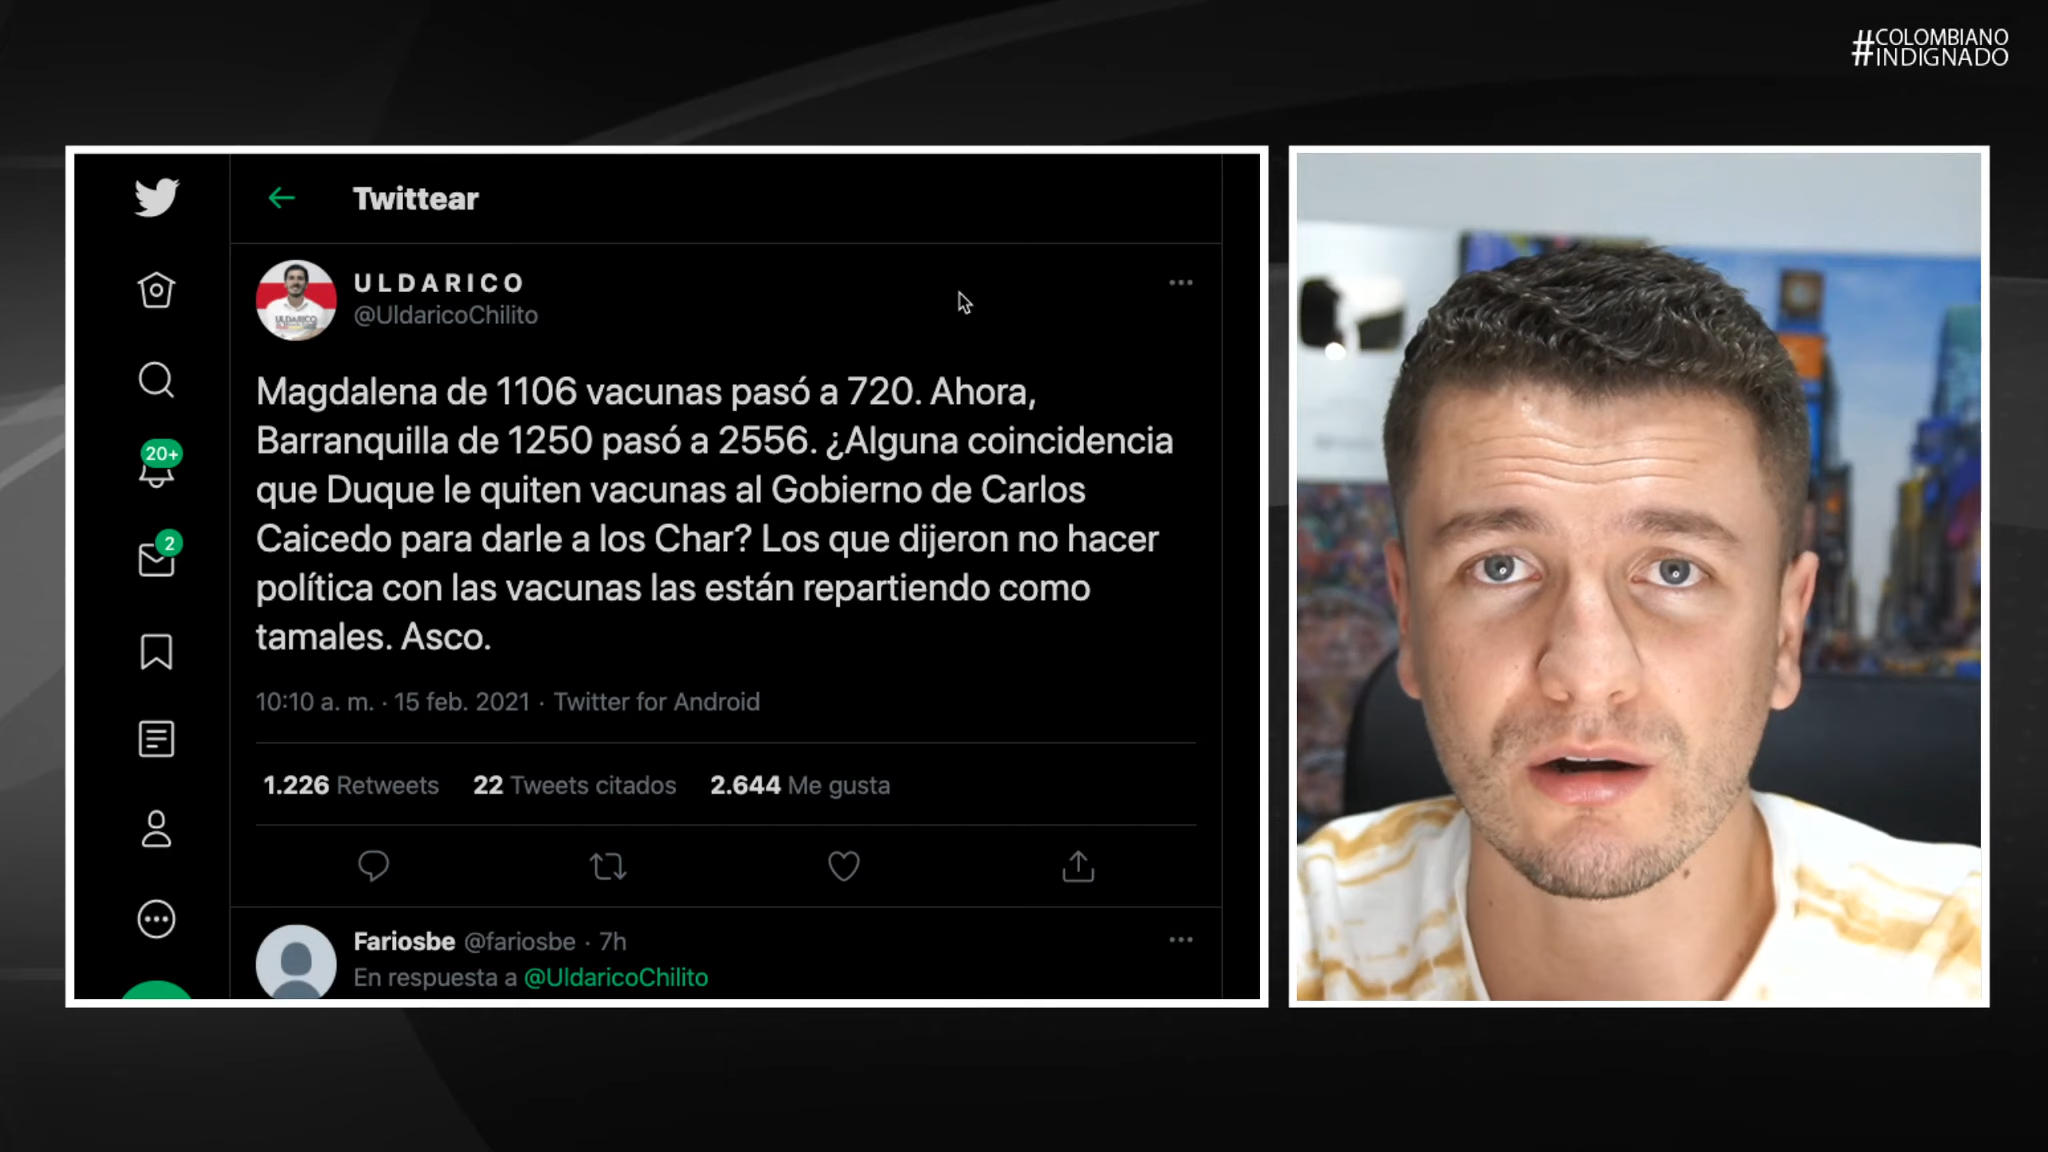 #COLOMBIANO
INDIGNADO
Twittear
ULDARICO
@UldaricoChilito
Magdalena de 1106 vacunas pasó a 720. Ahora,
Barranquilla de 1250 pasó a 2556. ¿Alguna coincidencia
que Duque le quiten vacunas al Gobierno de Carlos
Caicedo para darle a los Char? Los que dijeron no hacer
política con las vacunas las están repartiendo como
tamales. Asco.
10:10 a. m. · 15 feb. 2021 · Twitter for Android
1.226 Retweets 22 Tweets citados 2.644 Me gusta
Fariosbe @fariosbe · 7h
En respuesta a @UldaricoChilito
20+
2
ULDARICO